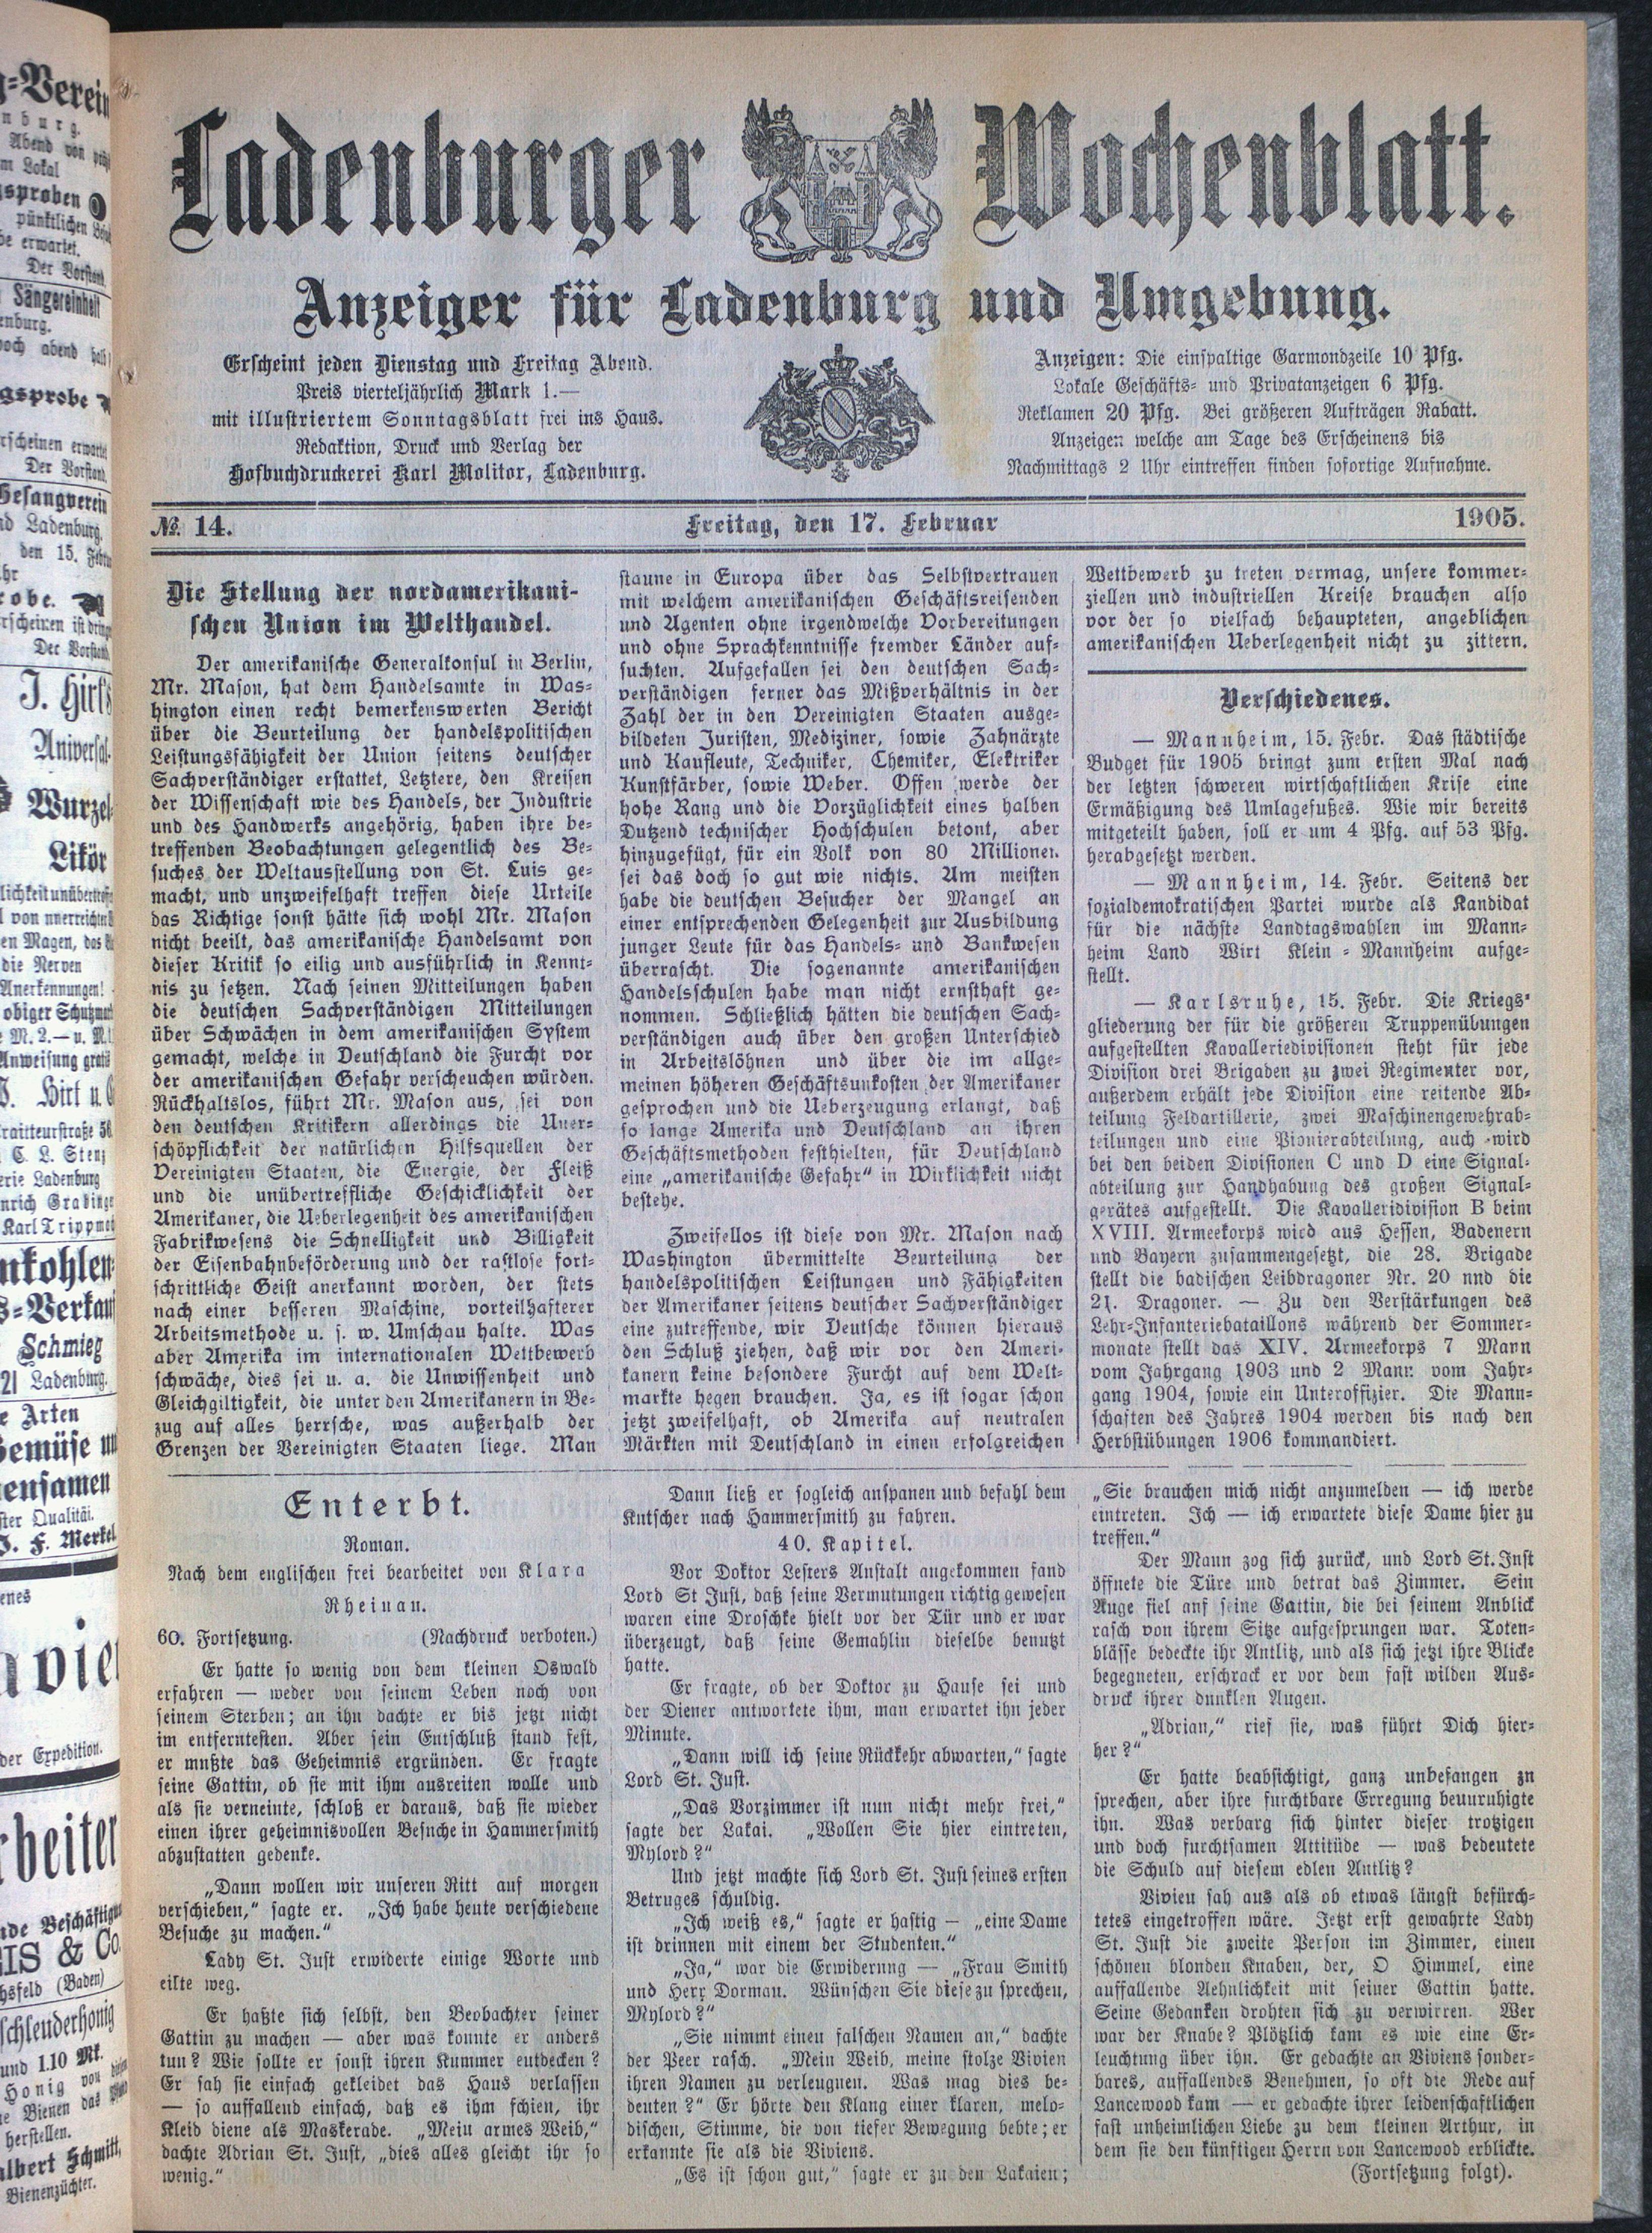 Ladenburger Wochenblatt.
Anzeiger für Ladenburg und Umgebung.
Erscheint jeden Dienstag und Freitag Abend.
Preis vierteljährlich Mark 1.—
mit illustriertem Sonntagsblatt frei ins Haus.
Redaktion, Druck und Verlag der
Hofbuchdruckerei Karl Molitor, Ladenburg.
Anzeigen: Die einspaltige Garmondzeile 10 Pfg.
Lokale Geschäfts- und Privatanzeigen 6 Pfg.
Reklamen 20 Pfg. Bei größeren Aufträgen Rabatt.
Anzeigen welche am Tage des Erscheinens bis
Nachmittags 2 Uhr eintreffen finden sofortige Aufnahme.
№ 14.
Freitag, den 17. Februar
1905.
Die Stellung der nordamerikani-
schen Union im Welthandel.
Der amerikanische Generalkonsul in Berlin,
Mr. Mason, hat dem Handelsamte in Was-
hington einen recht bemerkenswerten Bericht
über die Beurteilung der handelspolitischen
Leistungsfähigkeit der Union seitens deutscher
Sachverständiger erstattet, Letztere, den Kreisen
der Wissenschaft wie des Handels, der Industrie
und des Handwerks angehörig, haben ihre be-
treffenden Beobachtungen gelegentlich des Be-
suches der Weltausstellung von St. Luis ge-
macht, und unzweifelhaft treffen diese Urteile
das Richtige sonst hätte sich wohl Mr. Mason
nicht beeilt, das amerikanische Handelsamt von
dieser Kritik so eilig und ausführlich in Kennt-
nis zu setzen. Nach seinen Mitteilungen haben
die deutschen Sachverständigen Mitteilungen
über Schwächen in dem amerikanischen System
gemacht, welche in Deutschland die Furcht vor
der amerikanischen Gefahr verscheuchen würden.
Rückhaltslos, führt Mr. Mason aus, sei von
den deutschen Kritikern allerdings die Uner-
schöpflichkeit der natürlichen Hilfsquellen der
Vereinigten Staaten, die Energie, der Fleiß
und die unübertreffliche Geschicklichkeit der
Amerikaner, die Ueberlegenheit des amerikanischen
Fabrikwesens die Schnelligkeit und Billigkeit
der Eisenbahnbeförderung und der rastlose fort-
schrittliche Geist anerkannt worden, der stets
nach einer besseren Maschine, vorteilhafterer
Arbeitsmethode u. s. w. Umschau halte. Was
aber Amerika im internationalen Wettbewerb
schwäche, dies sei u. a. die Unwissenheit und
Gleichgiltigkeit, die unter den Amerikanern in Be-
zug auf alles herrsche, was außerhalb der
Grenzen der Vereinigten Staaten liege. Man
staune in Europa über das Selbstvertrauen
mit welchem amerikanischen Geschäftsreisenden
und Agenten ohne irgendwelche Vorbereitungen
und ohne Sprachkenntnisse fremder Länder auf-
suchten. Aufgefallen sei den deutschen Sach-
verständigen ferner das Mißverhältnis in der
Zahl der in den Vereinigten Staaten ausge-
bildeten Juristen, Mediziner, sowie Zahnärzte
und Kaufleute, Techniker, Chemiker, Elektriker
Kunstfärber, sowie Weber. Offen werde der
hohe Rang und die Vorzüglichkeit eines halben
Dutzend technischer Hochschulen betont, aber
hinzugefügt, für ein Volk von 80 Millionen
sei das doch so gut wie nichts. Am meisten
habe die deutschen Besucher der Mangel an
einer entsprechenden Gelegenheit zur Ausbildung
junger Leute für das Handels- und Bankwesen
überrascht. Die sogenannte amerikanischen
Handelsschulen habe man nicht ernsthaft ge-
nommen. Schließlich hätten die deutschen Sach-
verständigen auch über den großen Unterschied
in Arbeitslöhnen und über die im allge-
meinen höheren Geschäftsunkosten der Amerikaner
gesprochen und die Ueberzeugung erlangt, daß
so lange Amerika und Deutschland an ihren
Geschäftsmethoden festhielten, für Deutschland
eine „amerikanische Gefahr“ in Wirklichkeit nicht
bestehe.
Zweifellos ist diese von Mr. Mason nach
Washington übermittelte Beurteilung der
handelspolitischen Leistungen und Fähigkeiten
der Amerikaner seitens deutscher Sachverständiger
eine zutreffende, wir Deutsche können hieraus
den Schluß ziehen, daß wir vor den Ameri-
kanern keine besondere Furcht auf dem Welt-
markte hegen brauchen. Ja, es ist sogar schon
jetzt zweifelhaft, ob Amerika auf neutralen
Märkten mit Deutschland in einen erfolgreichen
Wettbewerb zu treten vermag, unsere kommer-
ziellen und industriellen Kreise brauchen also
vor der so vielfach behaupteten, angeblichen
amerikanischen Ueberlegenheit nicht zu zittern.
Verschiedenes.
— Mannheim, 15. Febr. Das städtische
Budget für 1905 bringt zum ersten Mal nach
der letzten schweren wirtschaftlichen Krise eine
Ermäßigung des Umlagefußes. Wie wir bereits
mitgeteilt haben, soll er um 4 Pfg. auf 53 Pfg.
herabgesetzt werden.
— Mannheim, 14. Febr. Seitens der
sozialdemokratischen Partei wurde als Kandidat
für die nächste Landtagswahlen im Mann-
heim Land Wirt Klein - Mannheim aufge-
stellt.
— Karlsruhe, 15. Febr. Die Kriegs-
gliederung der für die größeren Truppenübungen
aufgestellten Kavalleriedivisionen steht für jede
Division drei Brigaden zu zwei Regimenter vor,
außerdem erhält jede Division eine reitende Ab-
teilung Feldartillerie, zwei Maschinengewehrab-
teilungen und eine Pionierabteilung, auch wird
bei den beiden Divisionen C und D eine Signal-
abteilung zur Handhabung des großen Signal-
gerätes aufgestellt. Die Kavalleridivision B beim
XVIII. Armeekorps wird aus Hessen, Badenern
und Bayern zusammengesetzt, die 28. Brigade
stellt die badischen Leibdragoner Nr. 20 nnd die
21. Dragoner. — Zu den Verstärkungen des
Lehr-Infanteriebataillons während der Sommer-
monate stellt das XIV. Armeekorps 7 Mann
vom Jahrgang 1903 und 2 Mann vom Jahr-
gang 1904, sowie ein Unteroffizier. Die Mann-
schaften des Jahres 1904 werden bis nach den
Herbstübungen 1906 kommandiert.
Enterbt.
Roman.
Nach dem englischen frei bearbeitet von Klara
Rheinau.
60. Fortsetzung. (Nachdruck verboten.)
Er hatte so wenig von dem kleinen Oswald
erfahren — weder von seinem Leben noch von
seinem Sterben; an ihn dachte er bis jetzt nicht
im entferntesten. Aber sein Entschluß stand fest,
er mußte das Geheimnis ergründen. Er fragte
seine Gattin, ob sie mit ihm ausreiten wolle und
als sie verneinte, schloß er daraus, daß sie wieder
einen ihrer geheimnisvollen Besuche in Hammersmith
abzustatten gedenke.
„Dann wollen wir unseren Ritt auf morgen
verschieben,“ sagte er. „Ich habe heute verschiedene
Besuche zu machen.“
Lady St. Just erwiderte einige Worte und
eilte weg.
Er haßte sich selbst, den Beobachter seiner
Gattin zu machen — aber was konnte er anders
tun? Wie sollte er sonst ihren Kummer entdecken?
Er sah sie einfach gekleidet das Haus verlassen
— so auffallend einfach, daß es ihm schien, ihr
Kleid diene als Maskerade. „Mein armes Weib,“
dachte Adrian St. Just, „dies alles gleicht ihr so
wenig.“
Dann ließ er sogleich anspanen und befahl dem
Kutscher nach Hammersmith zu fahren.
40. Kapitel.
Vor Doktor Lesters Anstalt angekommen fand
Lord St Just, daß seine Vermutungen richtig gewesen
waren eine Droschke hielt vor der Tür und er war
überzeugt, daß seine Gemahlin dieselbe benutzt
hatte.
Er fragte, ob der Doktor zu Hause sei und
der Diener antwortete ihm, man erwartet ihn jeder
Minute.
„Dann will ich seine Rückkehr abwarten,“ sagte
Lord St. Just.
„Das Vorzimmer ist nun nicht mehr frei,“
sagte der Lakai. „Wollen Sie hier eintreten,
Mylord?“
Und jetzt machte sich Lord St. Just seines ersten
Betruges schuldig.
„Ich weiß es,“ sagte er hastig — „eine Dame
ist drinnen mit einem der Studenten.“
„Ja,“ war die Erwiderung — „Frau Smith
und Herr Dorman. Wünschen Sie diese zu sprechen,
Mylord?“
„Sie nimmt einen falschen Namen an,“ dachte
der Peer rasch. „Mein Weib, meine stolze Vivien
ihren Namen zu verleugnen. Was mag dies be-
deuten?“ Er hörte den Klang einer klaren, melo-
dischen, Stimme, die von tiefer Bewegung bebte; er
erkannte sie als die Viviens.
„Es ist schon gut,“ sagte er zu den Lakaien;
„Sie brauchen mich nicht anzumelden — ich werde
eintreten. Ich — ich erwartete diese Dame hier zu
treffen.“
Der Mann zog sich zurück, und Lord St. Just
öffnete die Türe und betrat das Zimmer. Sein
Auge fiel auf seine Gattin, die bei seinem Anblick
rasch von ihrem Sitze aufgesprungen war. Toten-
blässe bedeckte ihr Antlitz, und als sich jetzt ihre Blicke
begegneten, erschrack er vor dem fast wilden Aus-
druck ihrer dunklen Augen.
„Adrian,“ rief sie, was führt Dich hier-
her?“
Er hatte beabsichtigt, ganz unbefangen zu
sprechen, aber ihre furchtbare Erregung beunruhigte
ihn. Was verbarg sich hinter dieser trotzigen
und doch furchtsamen Attitüde — was bedeutete
die Schuld auf diesem edlen Antlitz?
Vivien sah aus als ob etwas längst befürch-
tetes eingetroffen wäre. Jetzt erst gewahrte Lady
St. Just die zweite Person im Zimmer, einen
schönen blonden Knaben, der, O Himmel, eine
auffallende Aehnlichkeit mit seiner Gattin hatte.
Seine Gedanken drohten sich zu verwirren. Wer
war der Knabe? Plötzlich kam es wie eine Er-
leuchtung über ihn. Er gedachte an Viviens sonder-
bares, auffallendes Benehmen, so oft die Rede auf
Lancewood kam — er gedachte ihrer leidenschaftlichen
fast unheimlichen Liebe zu dem kleinen Arthur, in
dem sie den künftigen Herrn von Lancewood erblickte.
(Fortsetzung folgt).